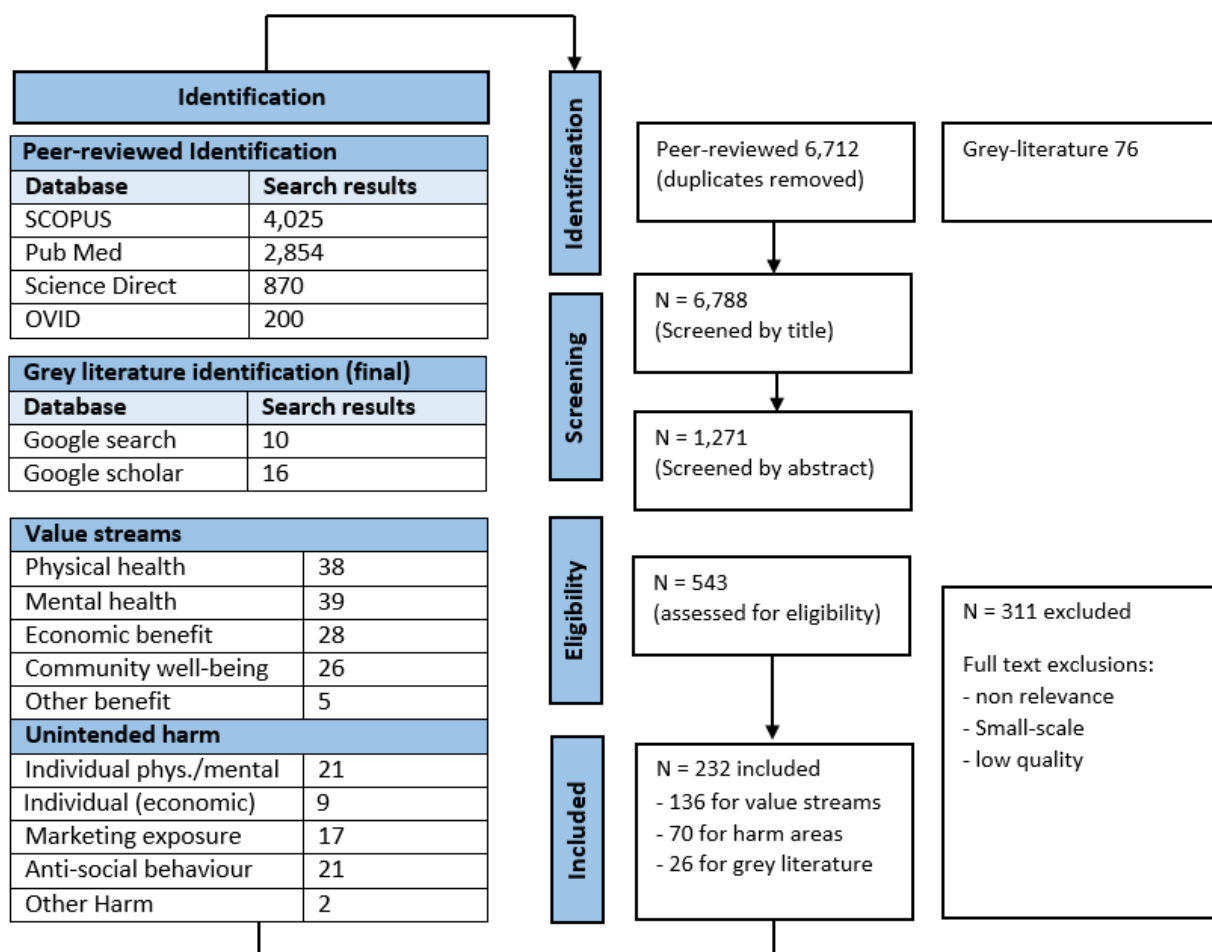 Identification
Peer-reviewed Identification
Database Search results
SCOPUS 4,025
Pub Med 2,854
Science Direct 870
OVID 200
Grey literature identification (final)
Database Search results
Google search 10
Google scholar 16
Value streams
Physical health 38
Mental health 39
Economic benefit 28
Community well-being 26
Other benefit 5
Unintended harm
Individual phys./mental 21
Individual (economic) 9
Marketing exposure 17
Anti-social behaviour 21
Other Harm 2
Identification
Screening
Eligibility
Included
Peer-reviewed 6,712
(duplicates removed)
Grey-literature 76
N = 6,788
(Screened by title)
N = 1,271
(Screened by abstract)
N = 543
(assessed for eligibility)
N = 311 excluded
Full text exclusions:
- non relevance
- Small-scale
- low quality
N = 232 included
- 136 for value streams
- 70 for harm areas
- 26 for grey literature